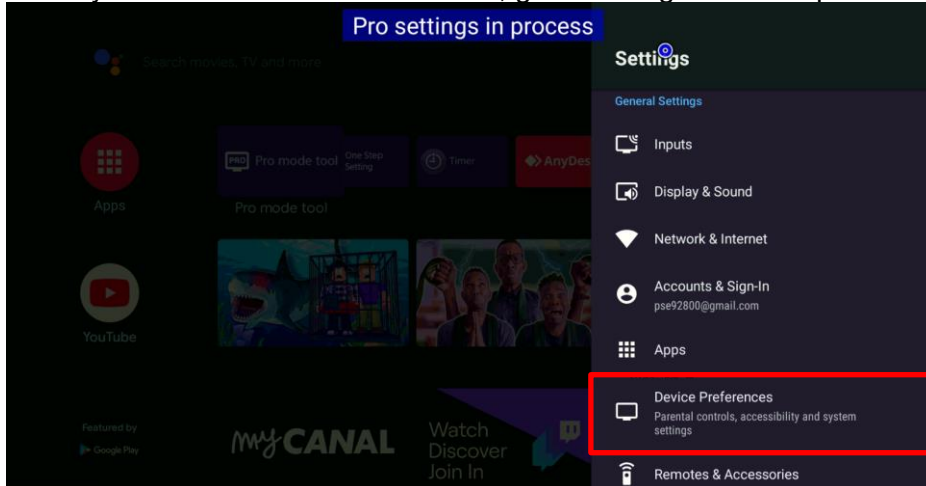 Pro settings in process
Search movies, TV and more
Settings
General Settings
Inputs
Display & Sound
Network & Internet
Accounts & Sign-In
pse92800@gmail.com
Apps
Device Preferences
Parental controls, accessibility and system
settings
Remotes & Accessories
Apps
PRO Pro mode tool
One Step
Setting
Timer
AnyDes
Pro mode tool
YouTube
Featured by
Google Play
myCANAL
Watch
Discover
Join In